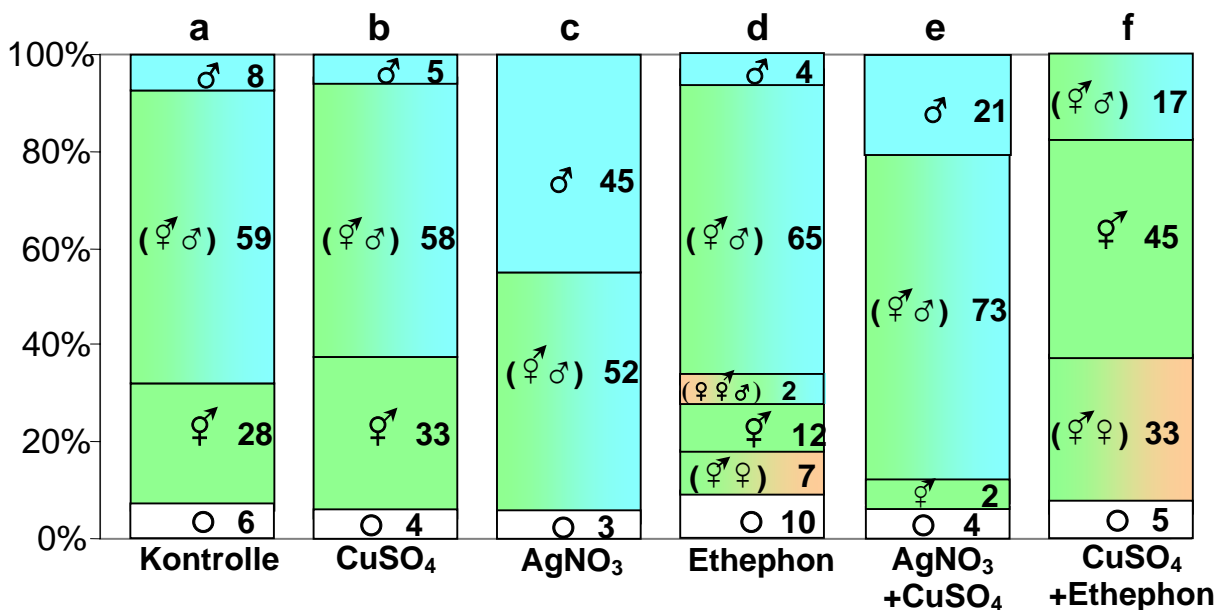 a b c d e f
100%
80%
60%
40%
20%
0%
♂ 8
(⚥ ♂) 59
⚥ 28
○ 6
Kontrolle
♂ 5
(⚥ ♂) 58
⚥ 33
○ 4
CuSO₄
♂ 45
(⚥ ♂) 52
○ 3
AgNO₃
♂ 4
(⚥ ♂) 65
(♀ ⚥ ♂) 2
⚥ 12
(⚥ ♀) 7
○ 10
Ethephon
♂ 21
(⚥ ♂) 73
⚥ 2
○ 4
AgNO₃
+CuSO₄
(⚥ ♂) 17
⚥ 45
(⚥ ♀) 33
○ 5
CuSO₄
+Ethephon